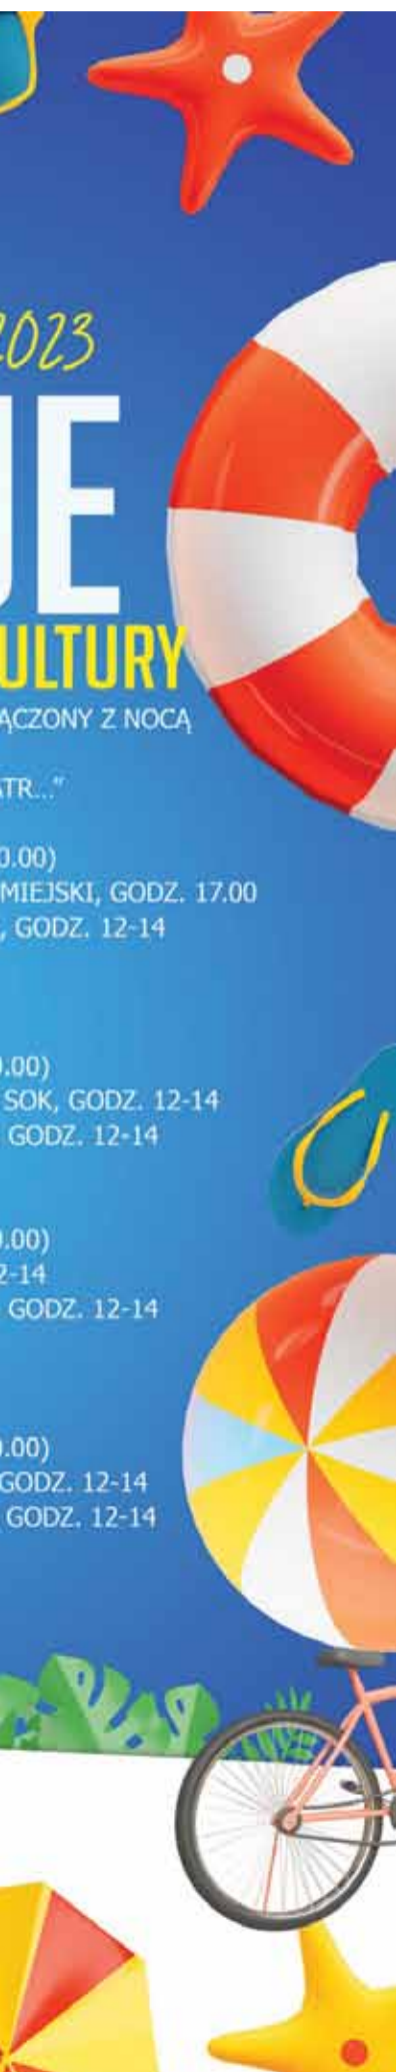 2023
UE
ULTURY
ĄCZONY Z NOCĄ
ATR..."
0.00)
MIEJSKI, GODZ. 17.00
, GODZ. 12-14
0.00)
SOK, GODZ. 12-14
GODZ. 12-14
0.00)
2-14
GODZ. 12-14
0.00)
GODZ. 12-14
GODZ. 12-14